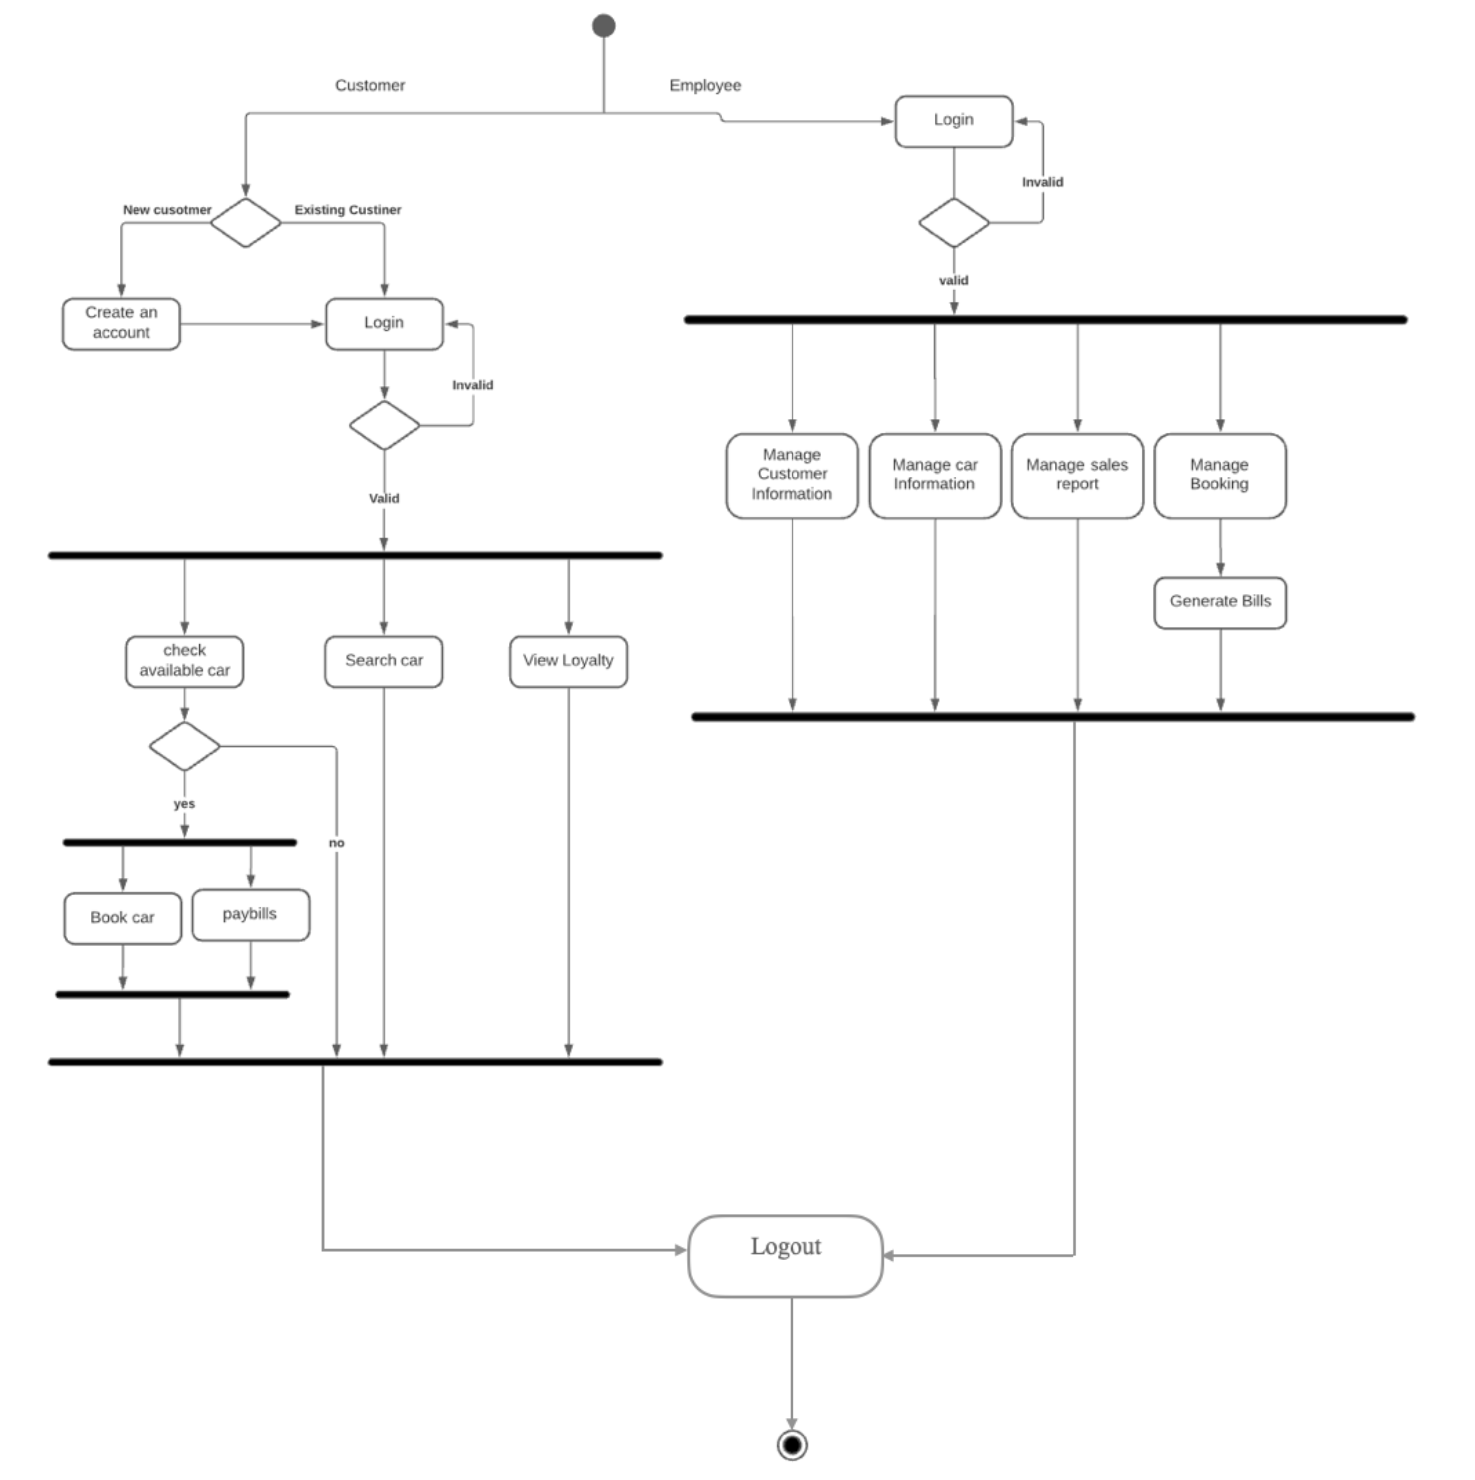 Customer
Employee
Login
Invalid
valid
New cusotmer
Existing Custiner
Create an
account
Login
Invalid
Valid
Manage
Customer
Information
Manage car
Information
Manage sales
report
Manage
Booking
Generate Bills
check
available car
Search car
View Loyalty
yes
no
Book car
paybills
Logout